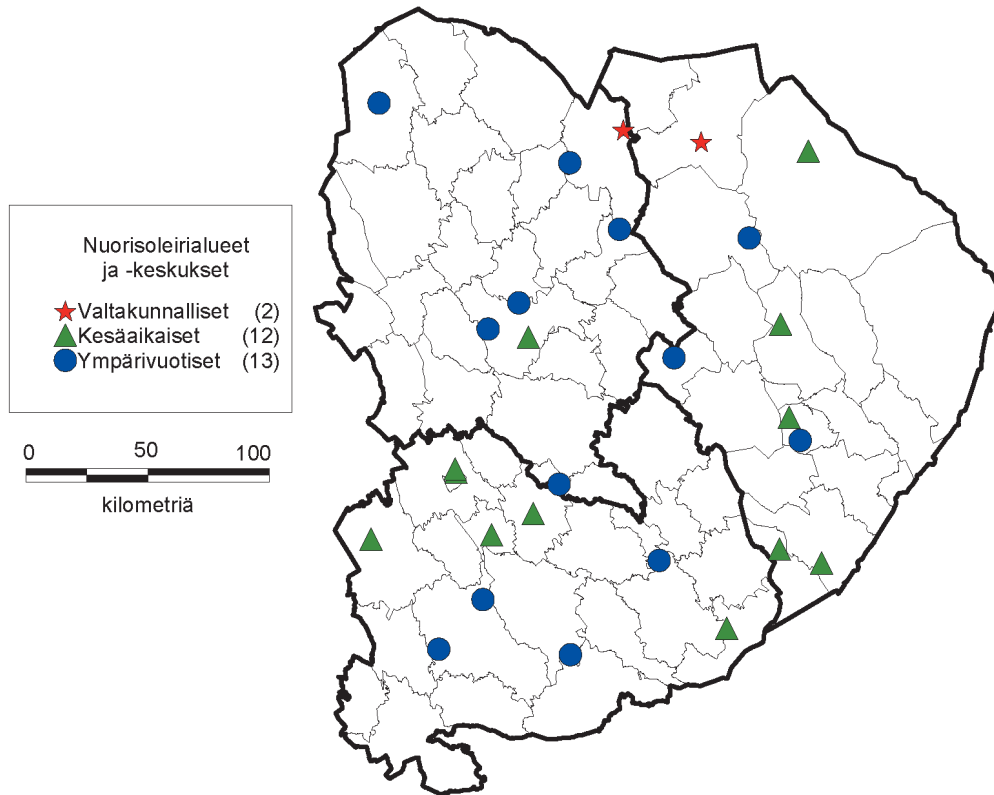 Nuorisoleirialueet
ja -keskukset
Valtakunnalliset (2)
Kesäaikaiset (12)
Ympärivuotiset (13)
0 50 100
kilometriä